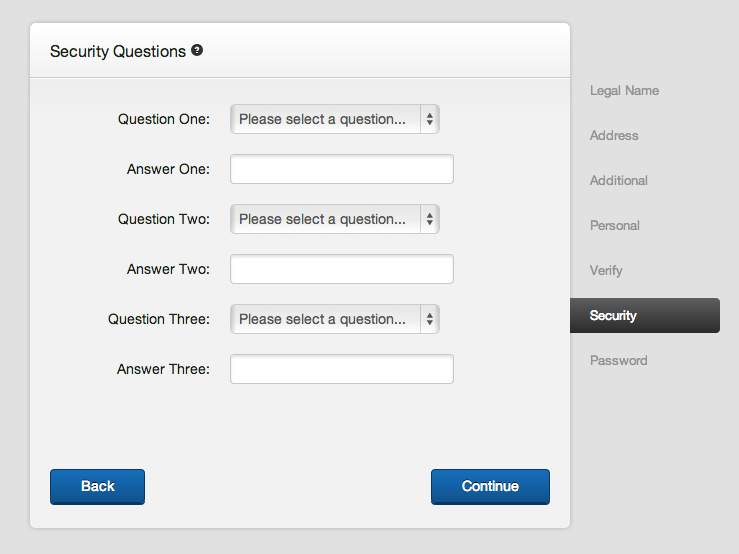 Security Questions ?
Question One: Please select a question...
Answer One:
Question Two: Please select a question...
Answer Two:
Question Three: Please select a question...
Answer Three:
Back Continue
Legal Name
Address
Additional
Personal
Verify
Security
Password